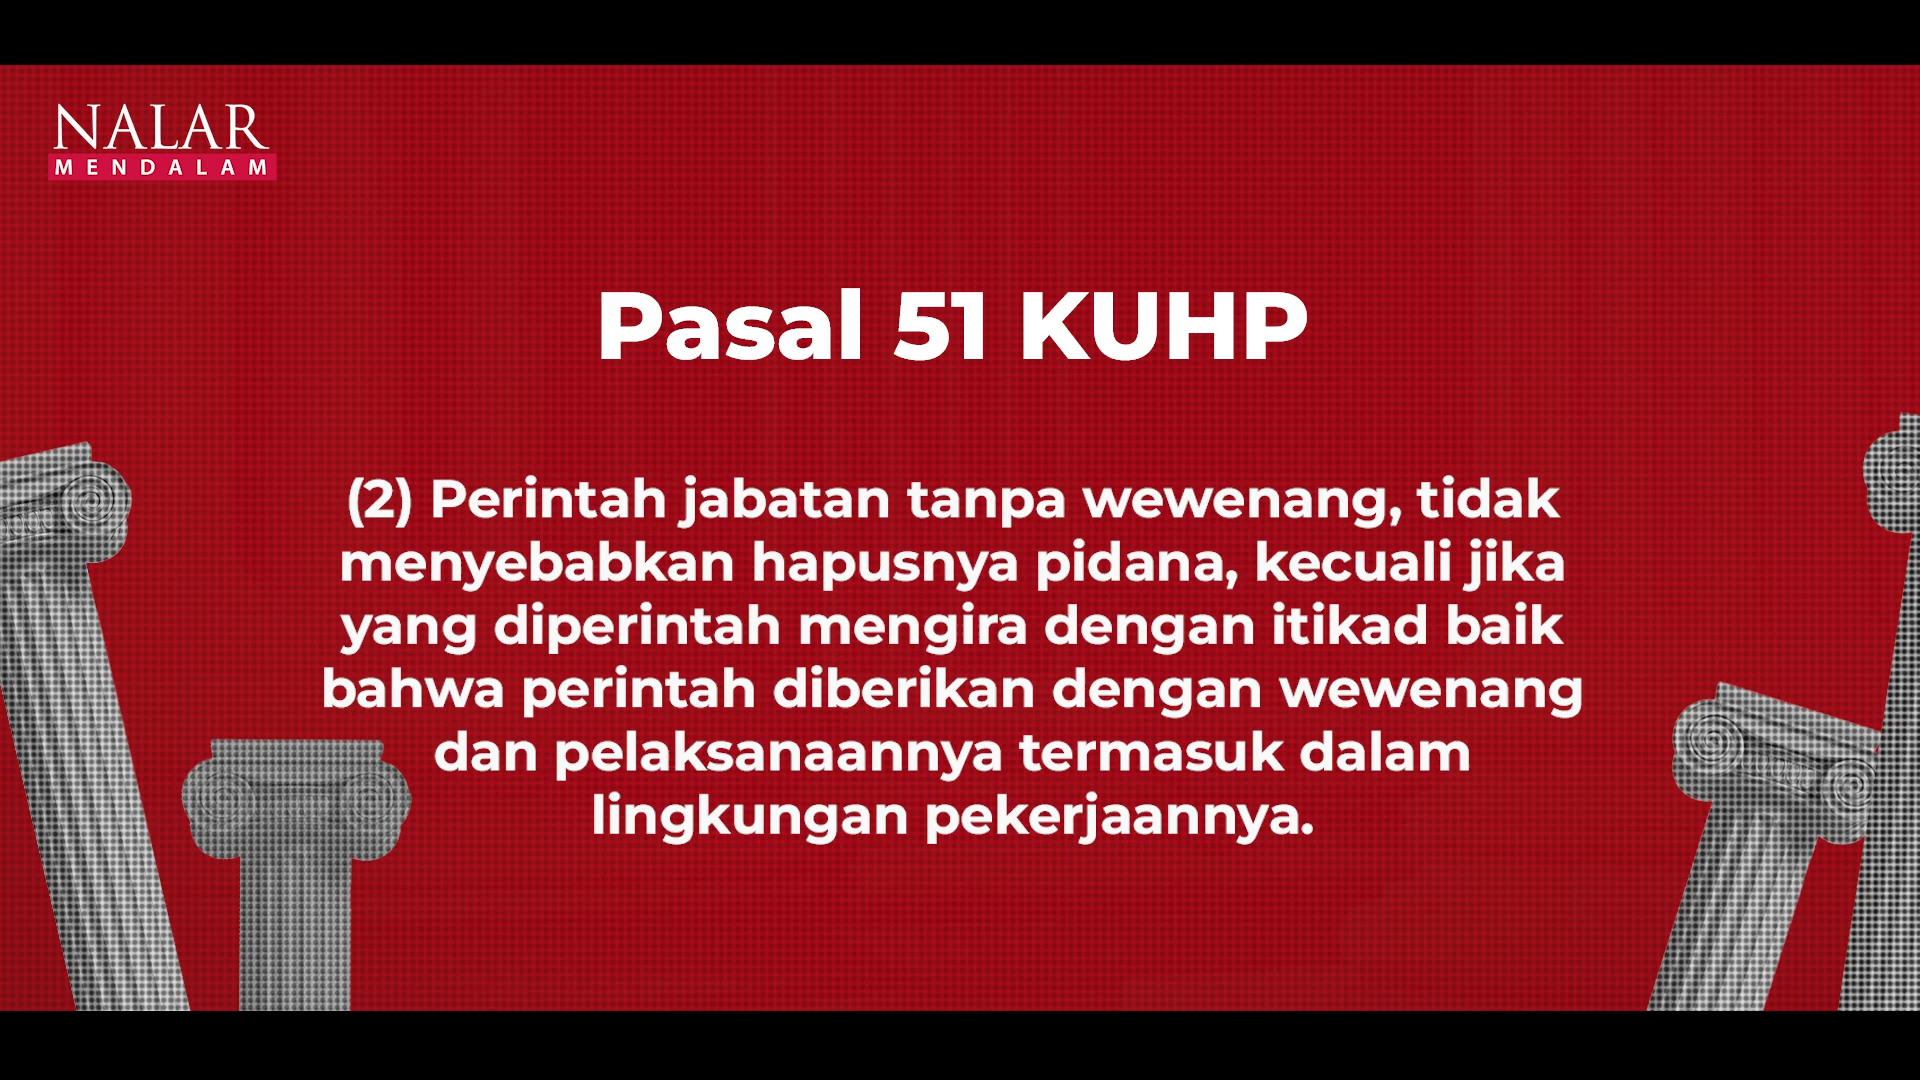 NALAR
MENDALAM
Pasal 51 KUHP
(2) Perintah jabatan tanpa wewenang, tidak
menyebabkan hapusnya pidana, kecuali jika
yang diperintah mengira dengan itikad baik
bahwa perintah diberikan dengan wewenang
dan pelaksanaannya termasuk dalam
lingkungan pekerjaannya.